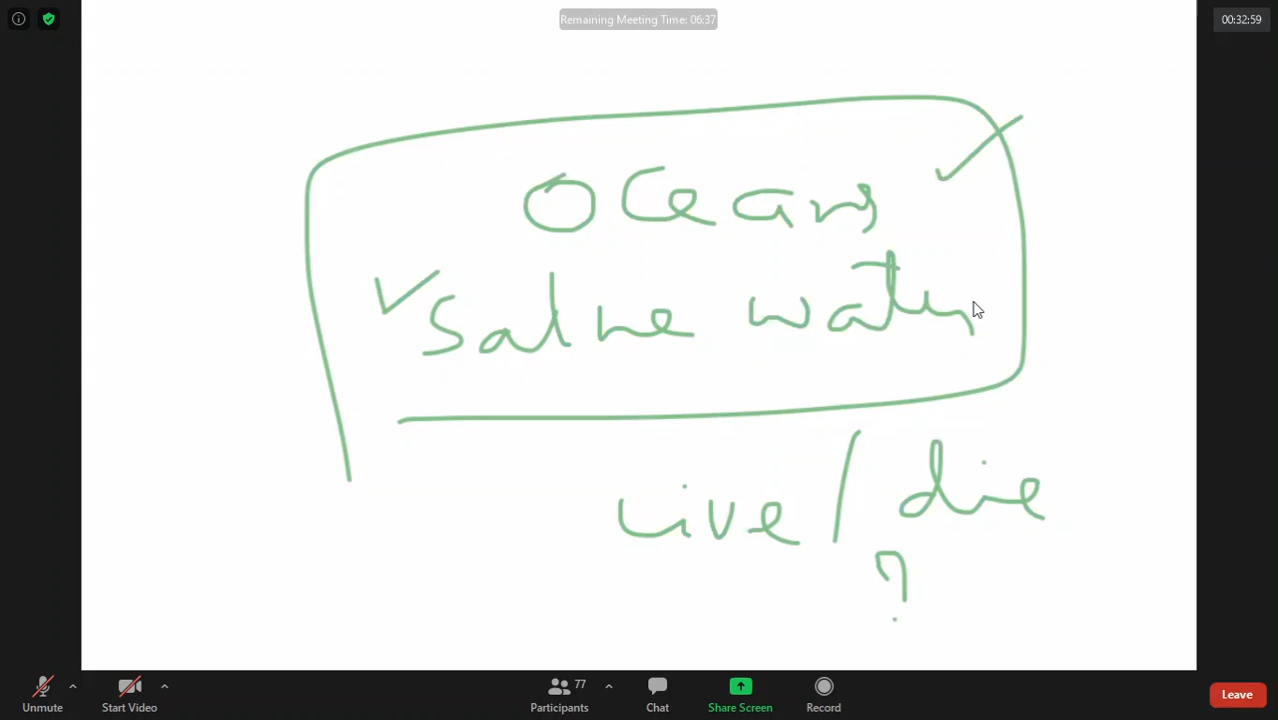 Remaining Meeting Time: 06:37
00:32:59
Oceans
Saline water
Live / die
?
Unmute
Start Video
77
Participants
Chat
Share Screen
Record
Leave